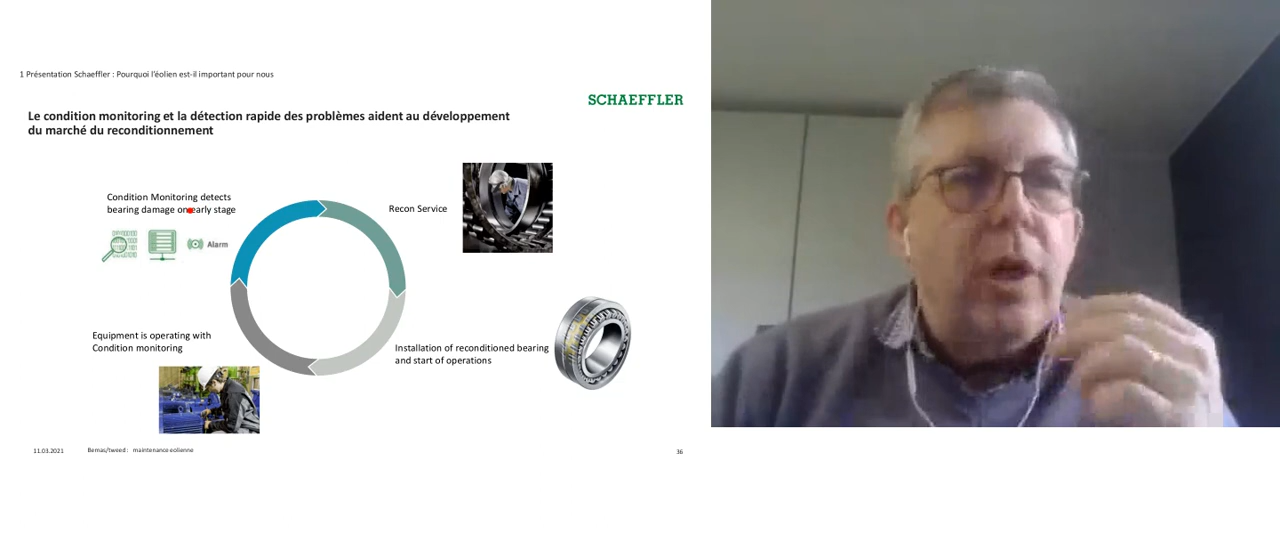 1 Présentation Schaeffler : Pourquoi l'éolien est-il important pour nous
SCHAEFFLER
Le condition monitoring et la détection rapide des problèmes aident au développement
du marché du reconditionnement
Condition Monitoring detects
bearing damage on early stage
Alarm
Recon Service
Equipment is operating with
Condition monitoring
Installation of reconditioned bearing
and start of operations
11.03.2021
Bemas/tweed : maintenance-eolienne
36